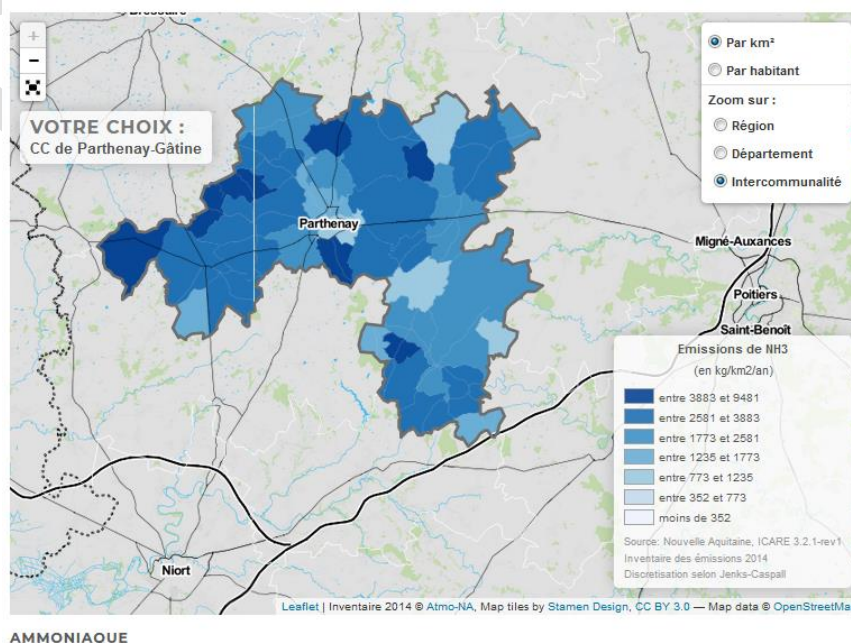 Bressuire
+
−
VOTRE CHOIX :
CC de Parthenay-Gâtine
Par km²
Par habitant
Zoom sur :
Région
Département
Intercommunalité
Parthenay
Migné-Auxances
Poitiers
Saint-Benoît
Emissions de NH3
(en kg/km2/an)
entre 3883 et 9481
entre 2581 et 3883
entre 1773 et 2581
entre 1235 et 1773
entre 773 et 1235
entre 352 et 773
moins de 352
Source: Nouvelle Aquitaine, ICARE 3.2.1-rev1
Inventaire des émissions 2014
Discretisation selon Jenks-Caspall
Niort
Leaflet | Inventaire 2014 © Atmo-NA, Map tiles by Stamen Design, CC BY 3.0 — Map data © OpenStreetMa
AMMONIAQUE